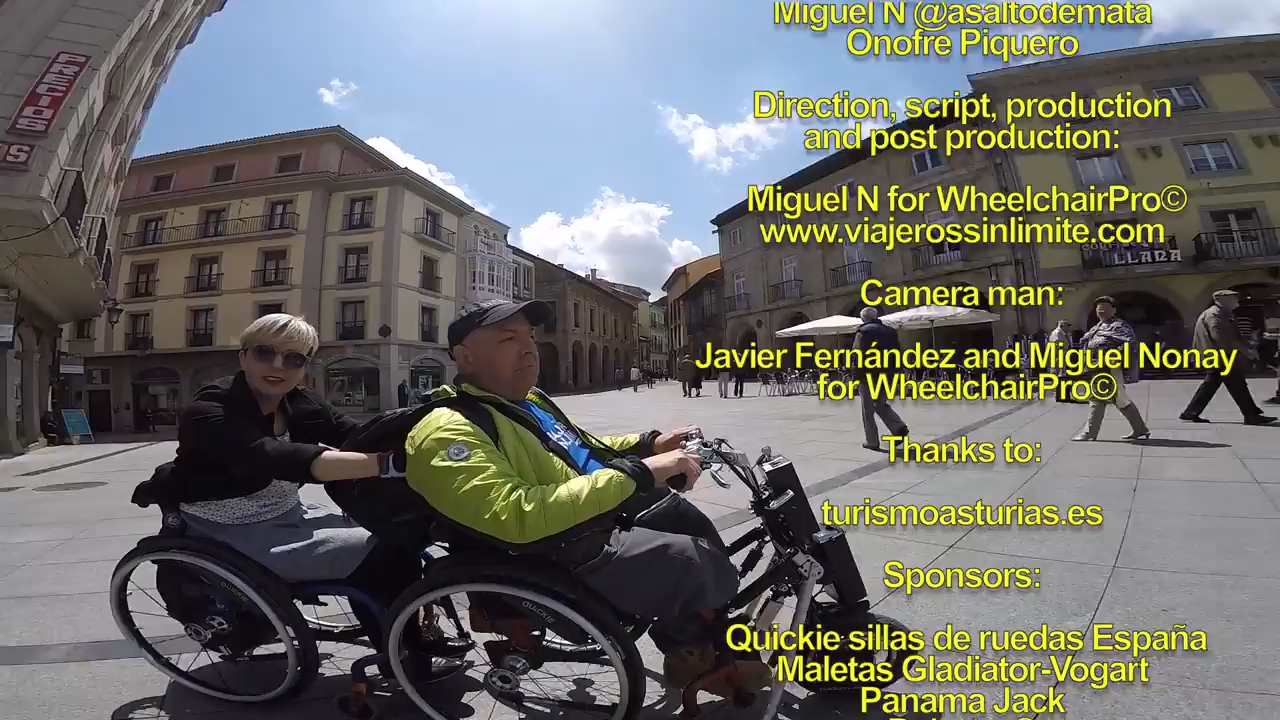 PRECIOS
Miguel N @asaltodemata
Onofre Piquero
Direction, script, production
and post production:
Miguel N for WheelchairPro©
www.viajerossinlimite.com
LLANA
Camera man:
Javier Fernández and Miguel Nonay
for WheelchairPro©
Thanks to:
turismoasturias.es
Sponsors:
Quickie sillas de ruedas España
Maletas Gladiator-Vogart
Panama Jack
QUICKIE
QUICKIE